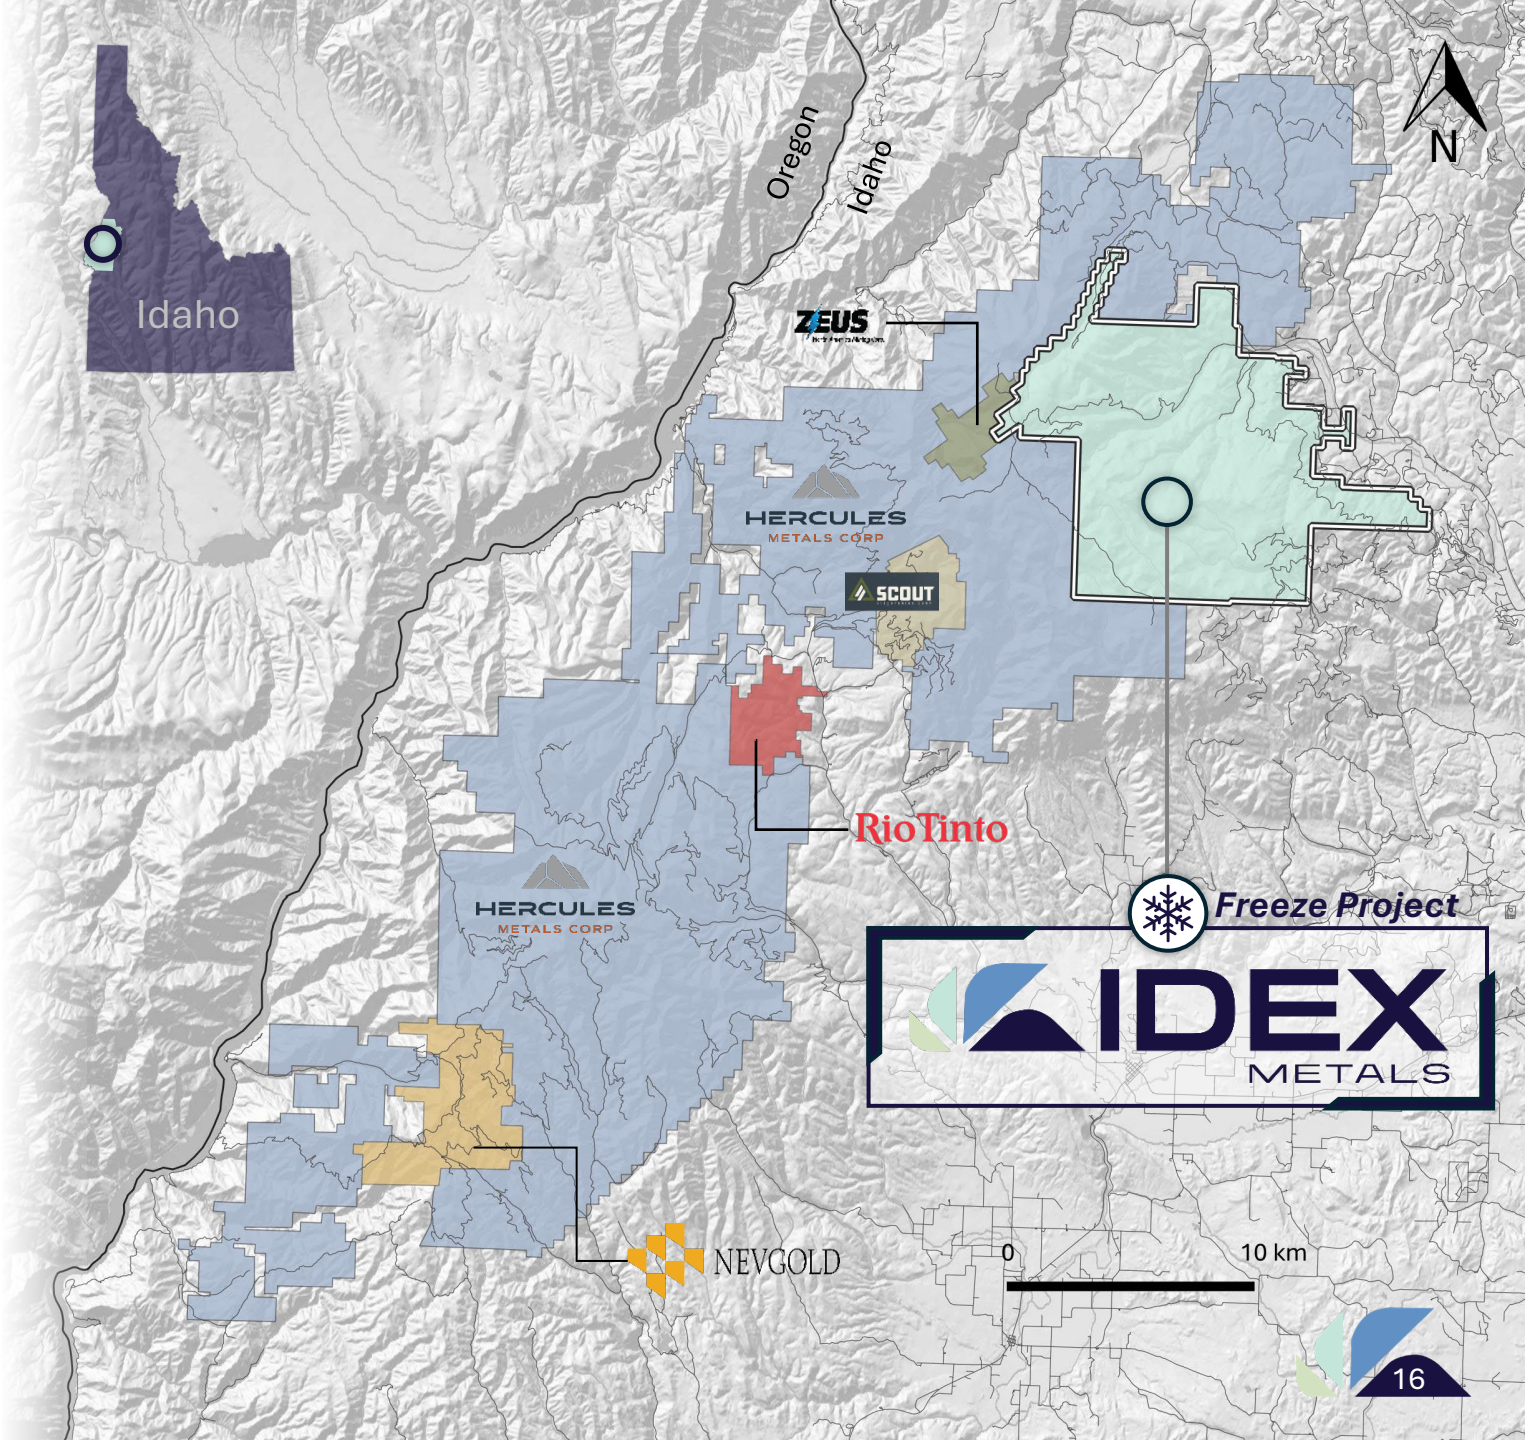 Oregon
Idaho
N
Idaho
ZEUS
HERCULES
METALS CORP
SCOUT
RioTinto
HERCULES
METALS CORP
Freeze Project
IDEX
METALS
NEVGOLD
0
10 km
16